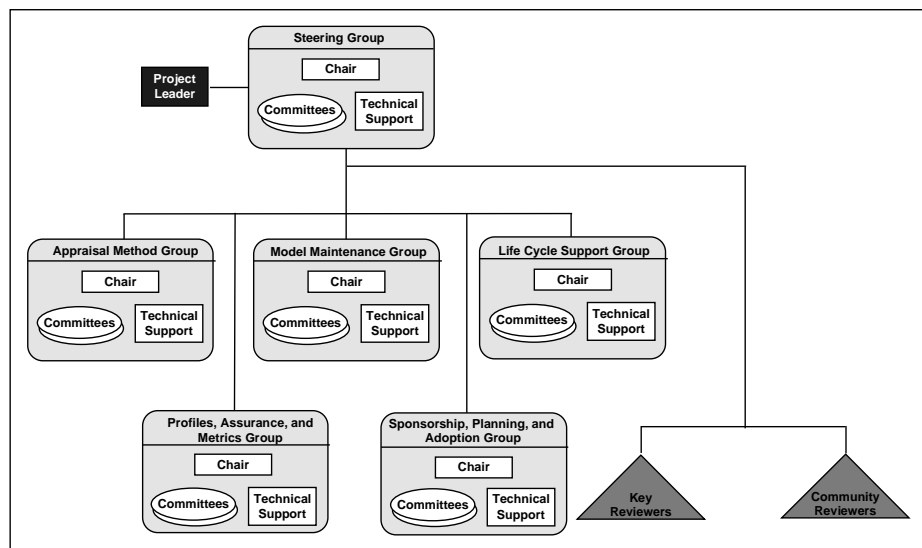 Steering Group
Chair
Project
Leader
Committees
Technical
Support
Appraisal Method Group
Chair
Committees
Technical
Support
Model Maintenance Group
Chair
Committees
Technical
Support
Life Cycle Support Group
Chair
Committees
Technical
Support
Profiles, Assurance, and
Metrics Group
Chair
Committees
Technical
Support
Sponsorship, Planning, and
Adoption Group
Chair
Committees
Technical
Support
Key
Reviewers
Community
Reviewers